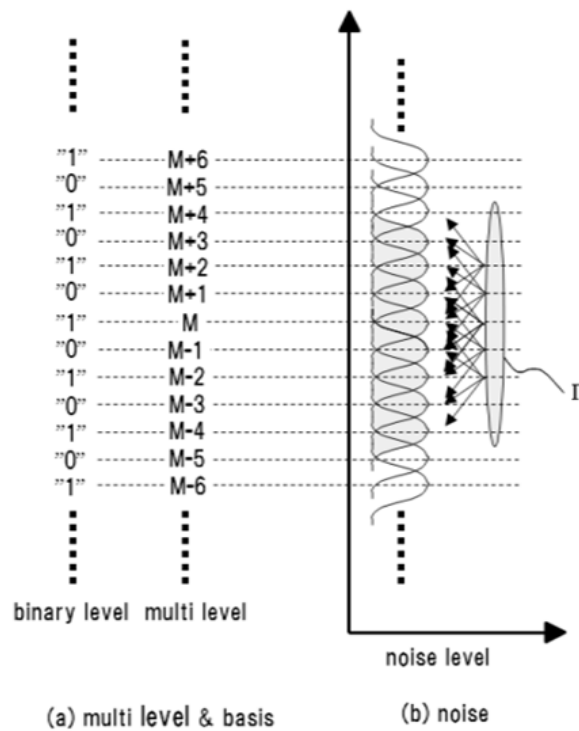 "1" M+6
"0" M+5
"1" M+4
"0" M+3
"1" M+2
"0" M+1
"1" M
"0" M-1
"1" M-2
"0" M-3
"1" M-4
"0" M-5
"1" M-6
Γ
binary level multi level
noise level
(a) multi level & basis
(b) noise